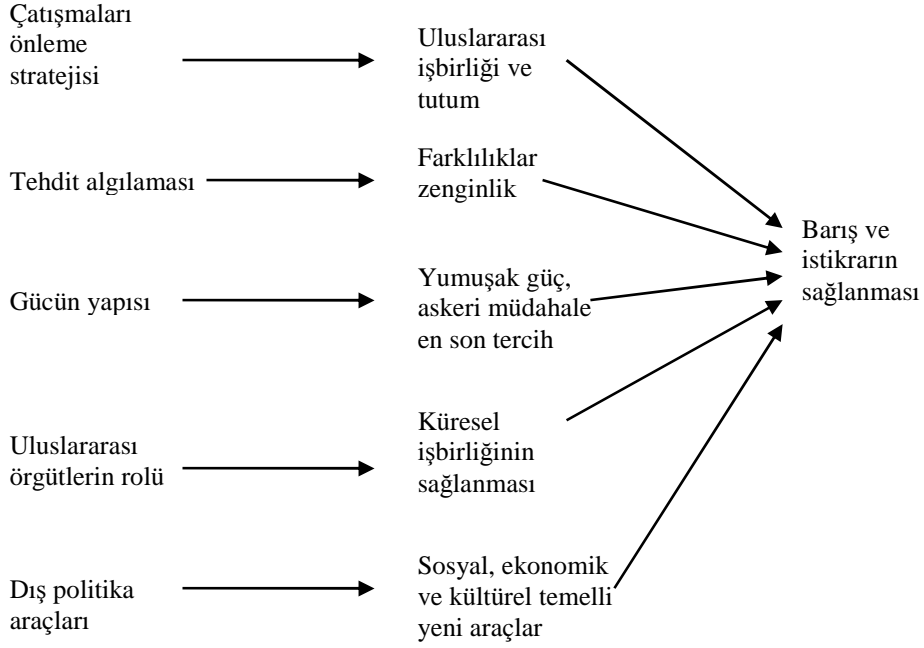 Çatışmaları
önleme
stratejisi
Uluslararası
işbirliği ve
tutum
Tehdit algılaması
Farklılıklar
zenginlik
Gücün yapısı
Yumuşak güç,
askeri müdahale
en son tercih
Uluslararası
örgütlerin rolü
Küresel
işbirliğinin
sağlanması
Dış politika
araçları
Sosyal, ekonomik
ve kültürel temelli
yeni araçlar
Barış ve
istikrarın
sağlanması